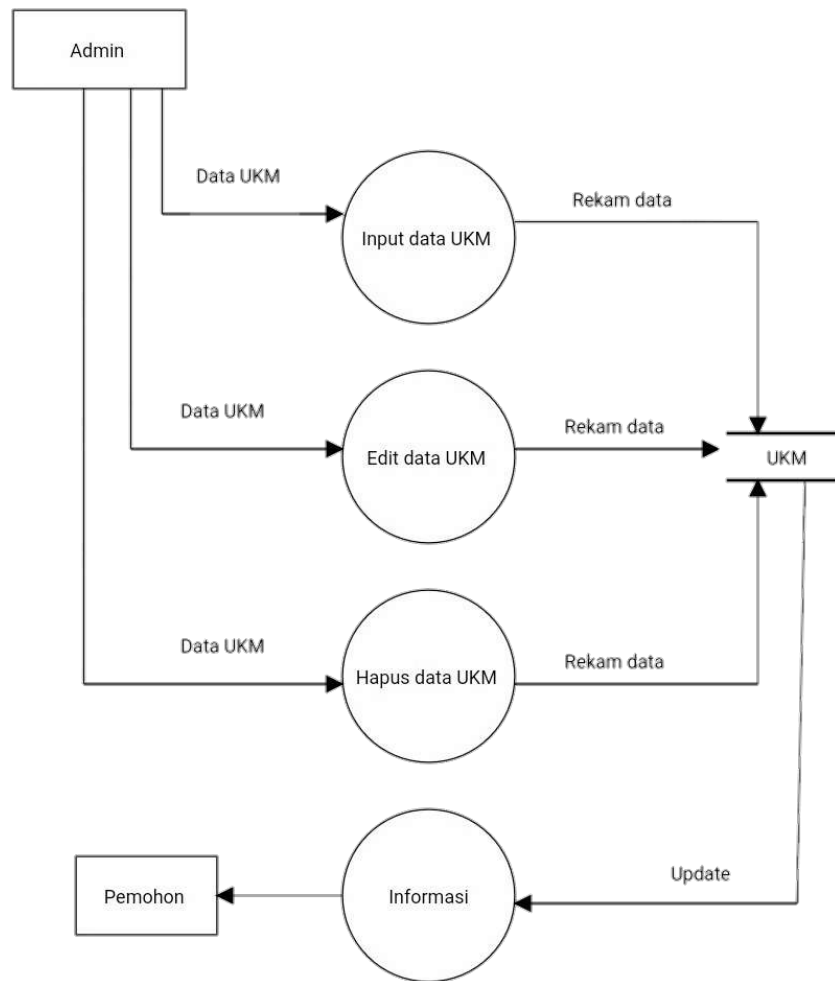 Admin
Data UKM
Input data UKM
Rekam data
Data UKM
Edit data UKM
Rekam data
UKM
Data UKM
Hapus data UKM
Rekam data
Pemohon
Informasi
Update